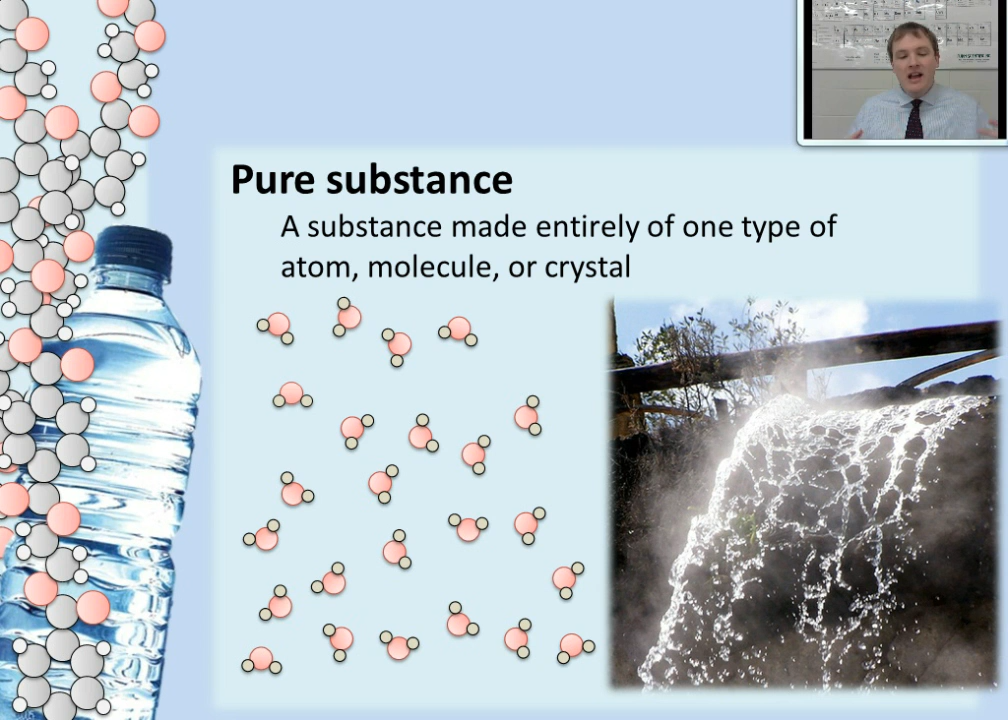 Pure substance
A substance made entirely of one type of
atom, molecule, or crystal